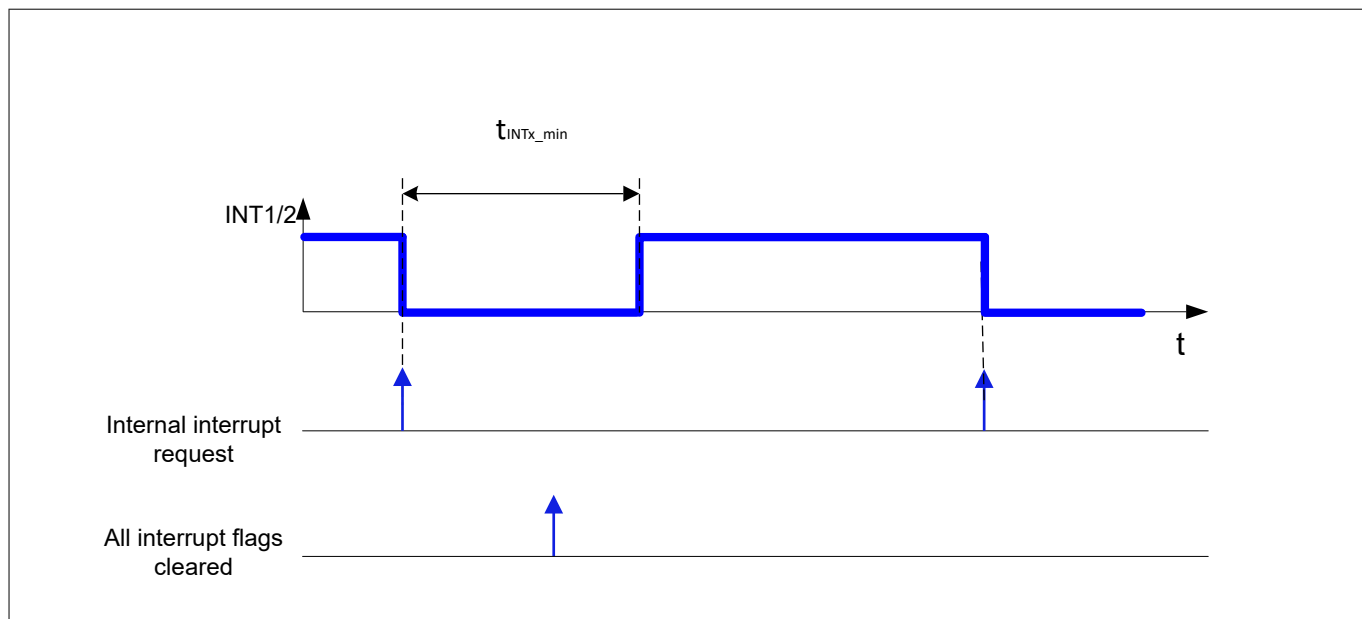 tINTx_min
INT1/2
t
Internal interrupt
request
All interrupt flags
cleared